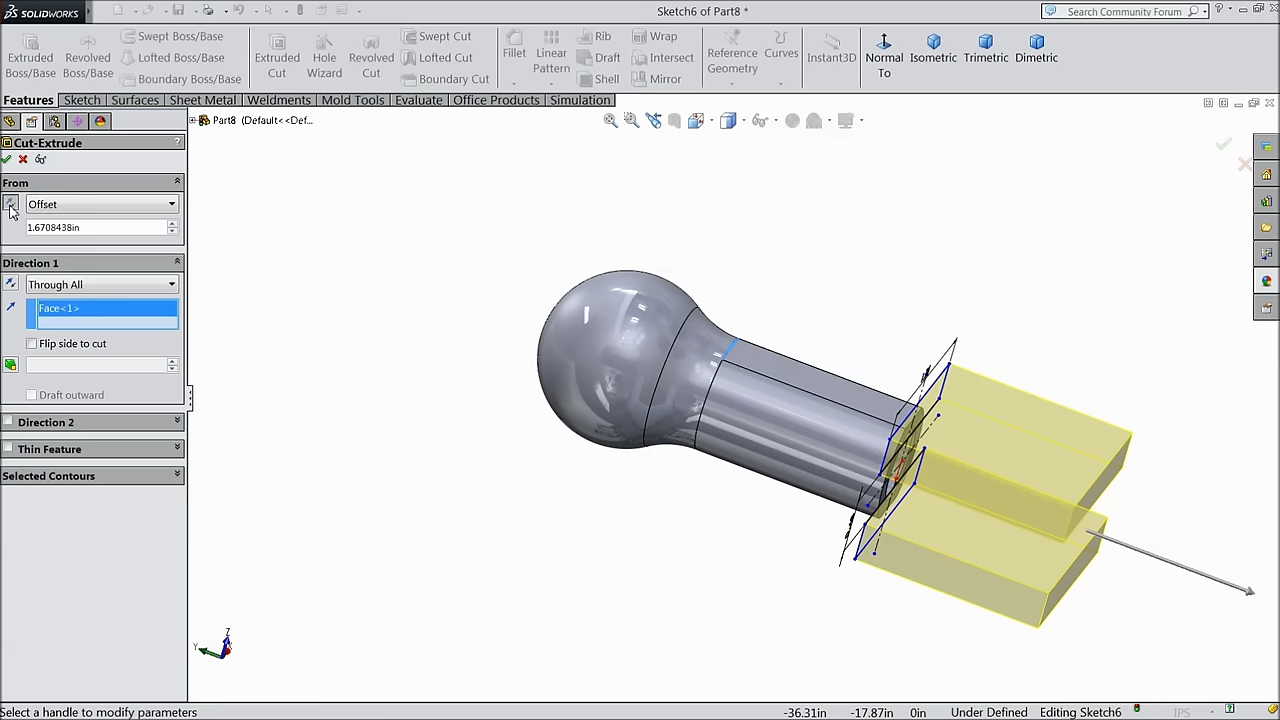 SOLIDWORKS
Sketch6 of Part8 *
Search Community Forum
Extruded Boss/Base
Revolved Boss/Base
Swept Boss/Base
Lofted Boss/Base
Boundary Boss/Base
Extruded Cut
Hole Wizard
Revolved Cut
Swept Cut
Lofted Cut
Boundary Cut
Fillet
Linear Pattern
Rib
Draft
Shell
Wrap
Intersect
Mirror
Reference Geometry
Curves
Instant3D
Normal To
Isometric
Trimetric
Dimetric
Features Sketch Surfaces Sheet Metal Weldments Mold Tools Evaluate Office Products Simulation
Part8 (Default<<Def...
Cut-Extrude ?
From
Offset
1.6708438in
Direction 1
Through All
Face<1>
Flip side to cut
Draft outward
Direction 2
Thin Feature
Selected Contours
Z
Y
Select a handle to modify parameters -36.31in -17.87in 0in Under Defined Editing Sketch6 IPS